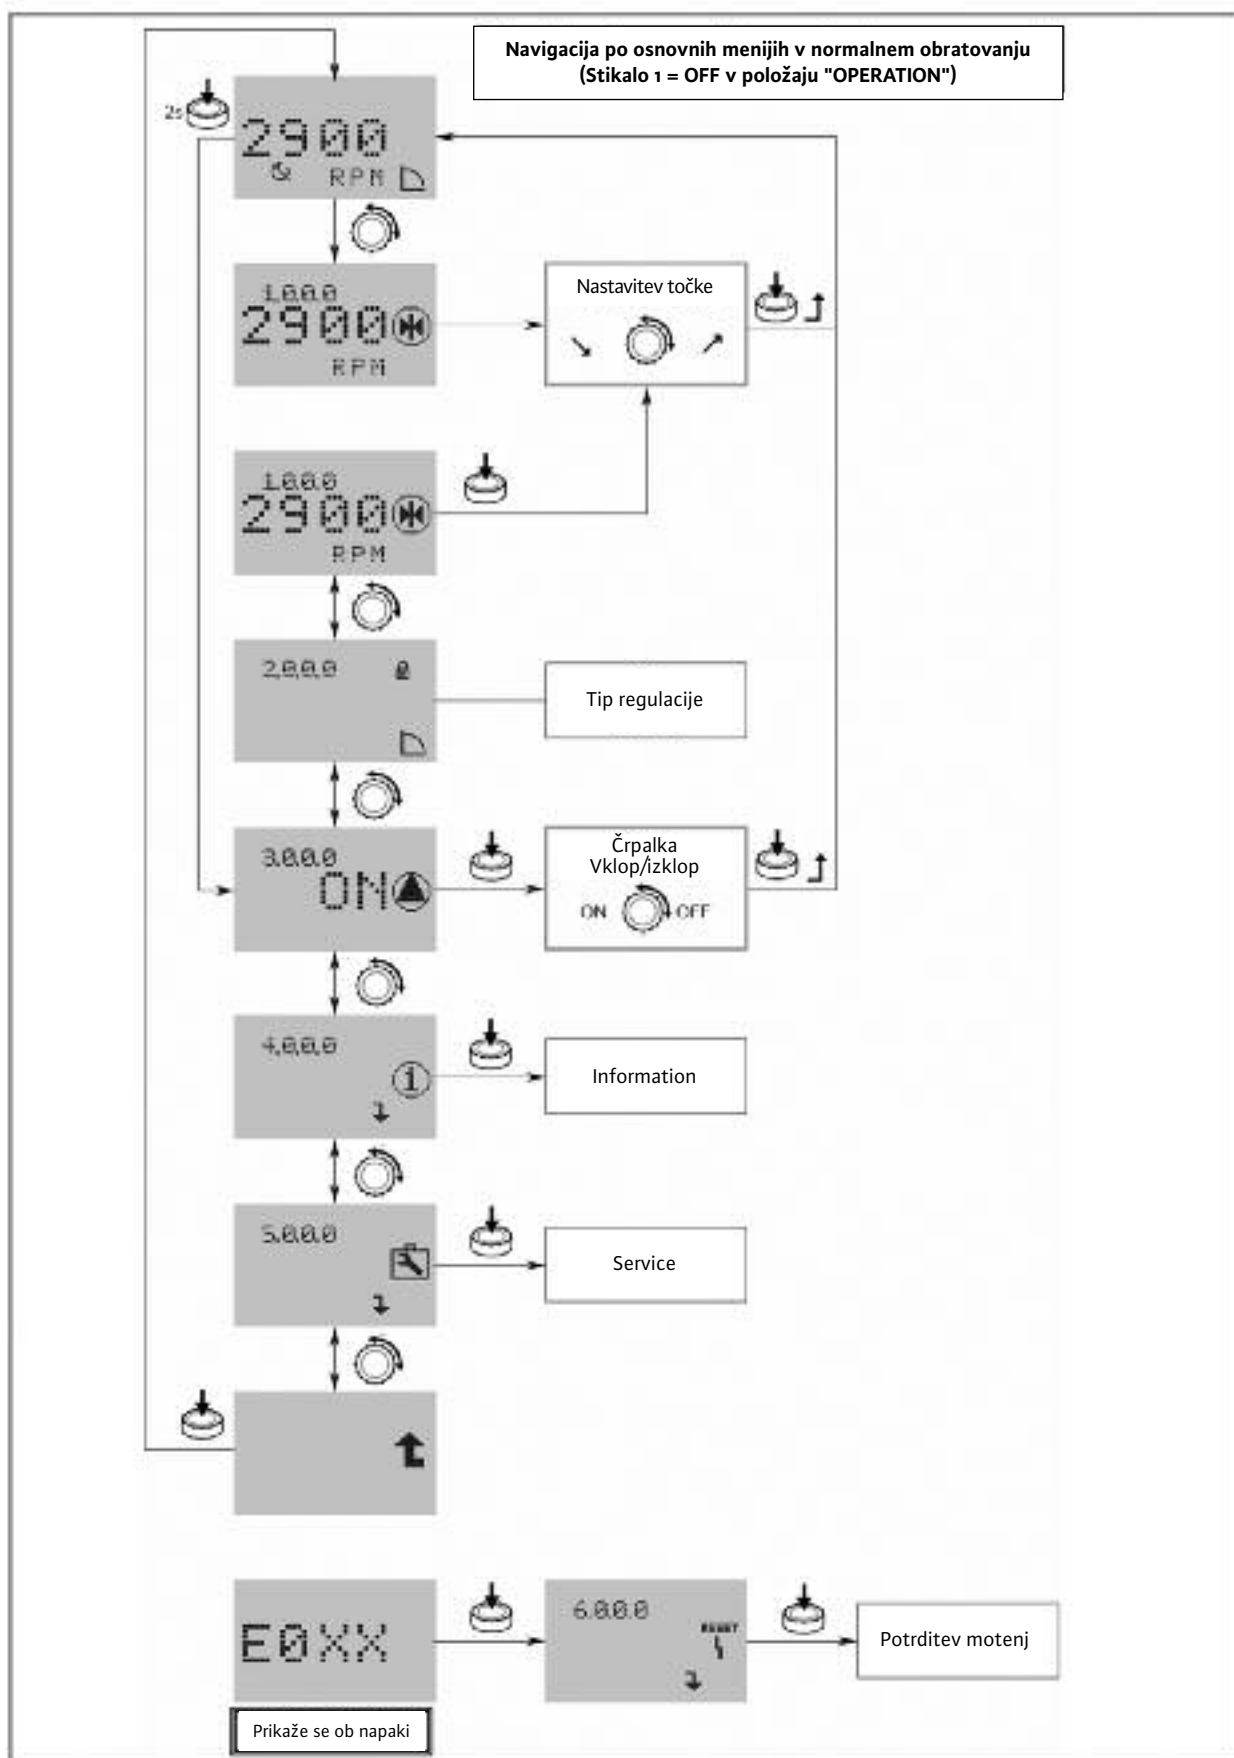 Navigacija po osnovnih menijih v normalnem obratovanju
(Stikalo 1 = OFF v položaju "OPERATION")
2s
2900
RPM
1.0.0.0
2900
RPM
Nastavitev točke
1.0.0.0
2900
RPM
2.0.0.0
Tip regulacije
3.0.0.0
ON
Črpalka
Vklop/izklop
ON OFF
4.0.0.0
i
Information
5.0.0.0
Service
E0XX
6.0.0.0
RESET
Potrditev motenj
Prikaže se ob napaki